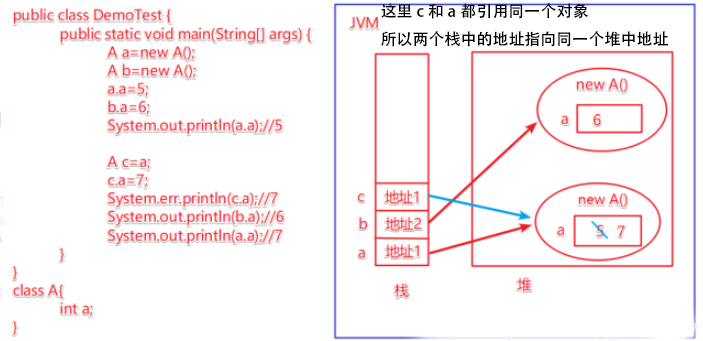 public class DemoTest {
public static void main(String[] args) {
A a=new A();
A b=new A();
a.a=5;
b.a=6;
System.out.println(a.a);//5
A c=a;
c.a=7;
System.err.println(c.a);//7
System.out.println(b.a);//6
System.out.println(a.a);//7
}
}
class A{
int a;
}
JVM
这里 c 和 a 都引用同一个对象
所以两个栈中的地址指向同一个堆中地址
new A()
a 6
c 地址1
b 地址2
a 地址1
new A()
a 5 7
栈
堆